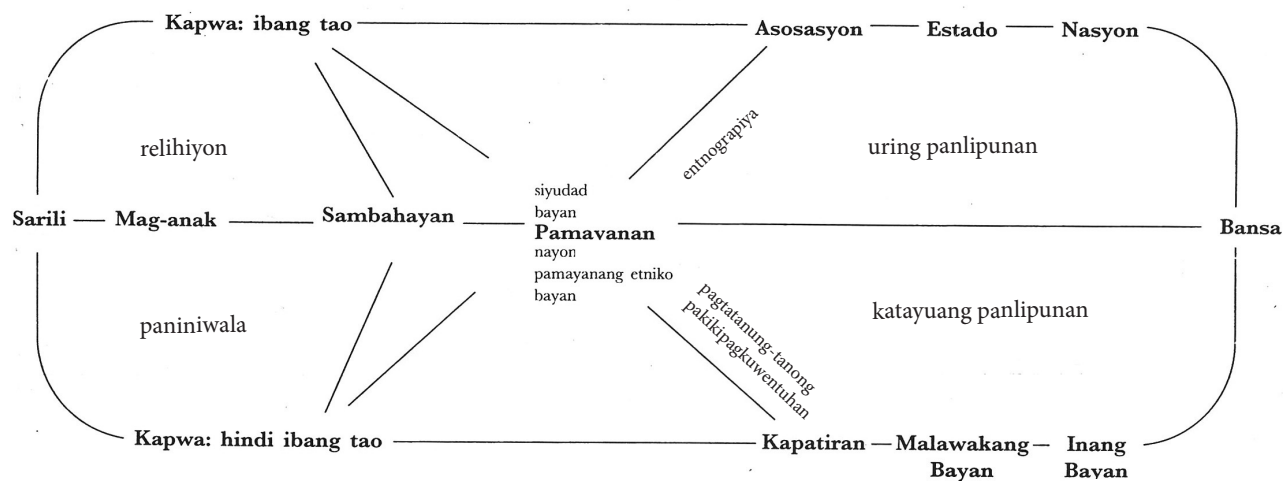 Kapwa: ibang tao
Asosasyon
Estado
Nasyon
relihiyon
entnograpiya
uring panlipunan
Sarili
Mag-anak
Sambahayan
siyudad
bayan
Pamavanan
nayon
pamayanang etniko
bayan
Bansa
paniniwala
pagtatanung-tanong
pakikipagkuwentuhan
katayuang panlipunan
Kapwa: hindi ibang tao
Kapatiran
Malawakang
Bayan
Inang
Bayan